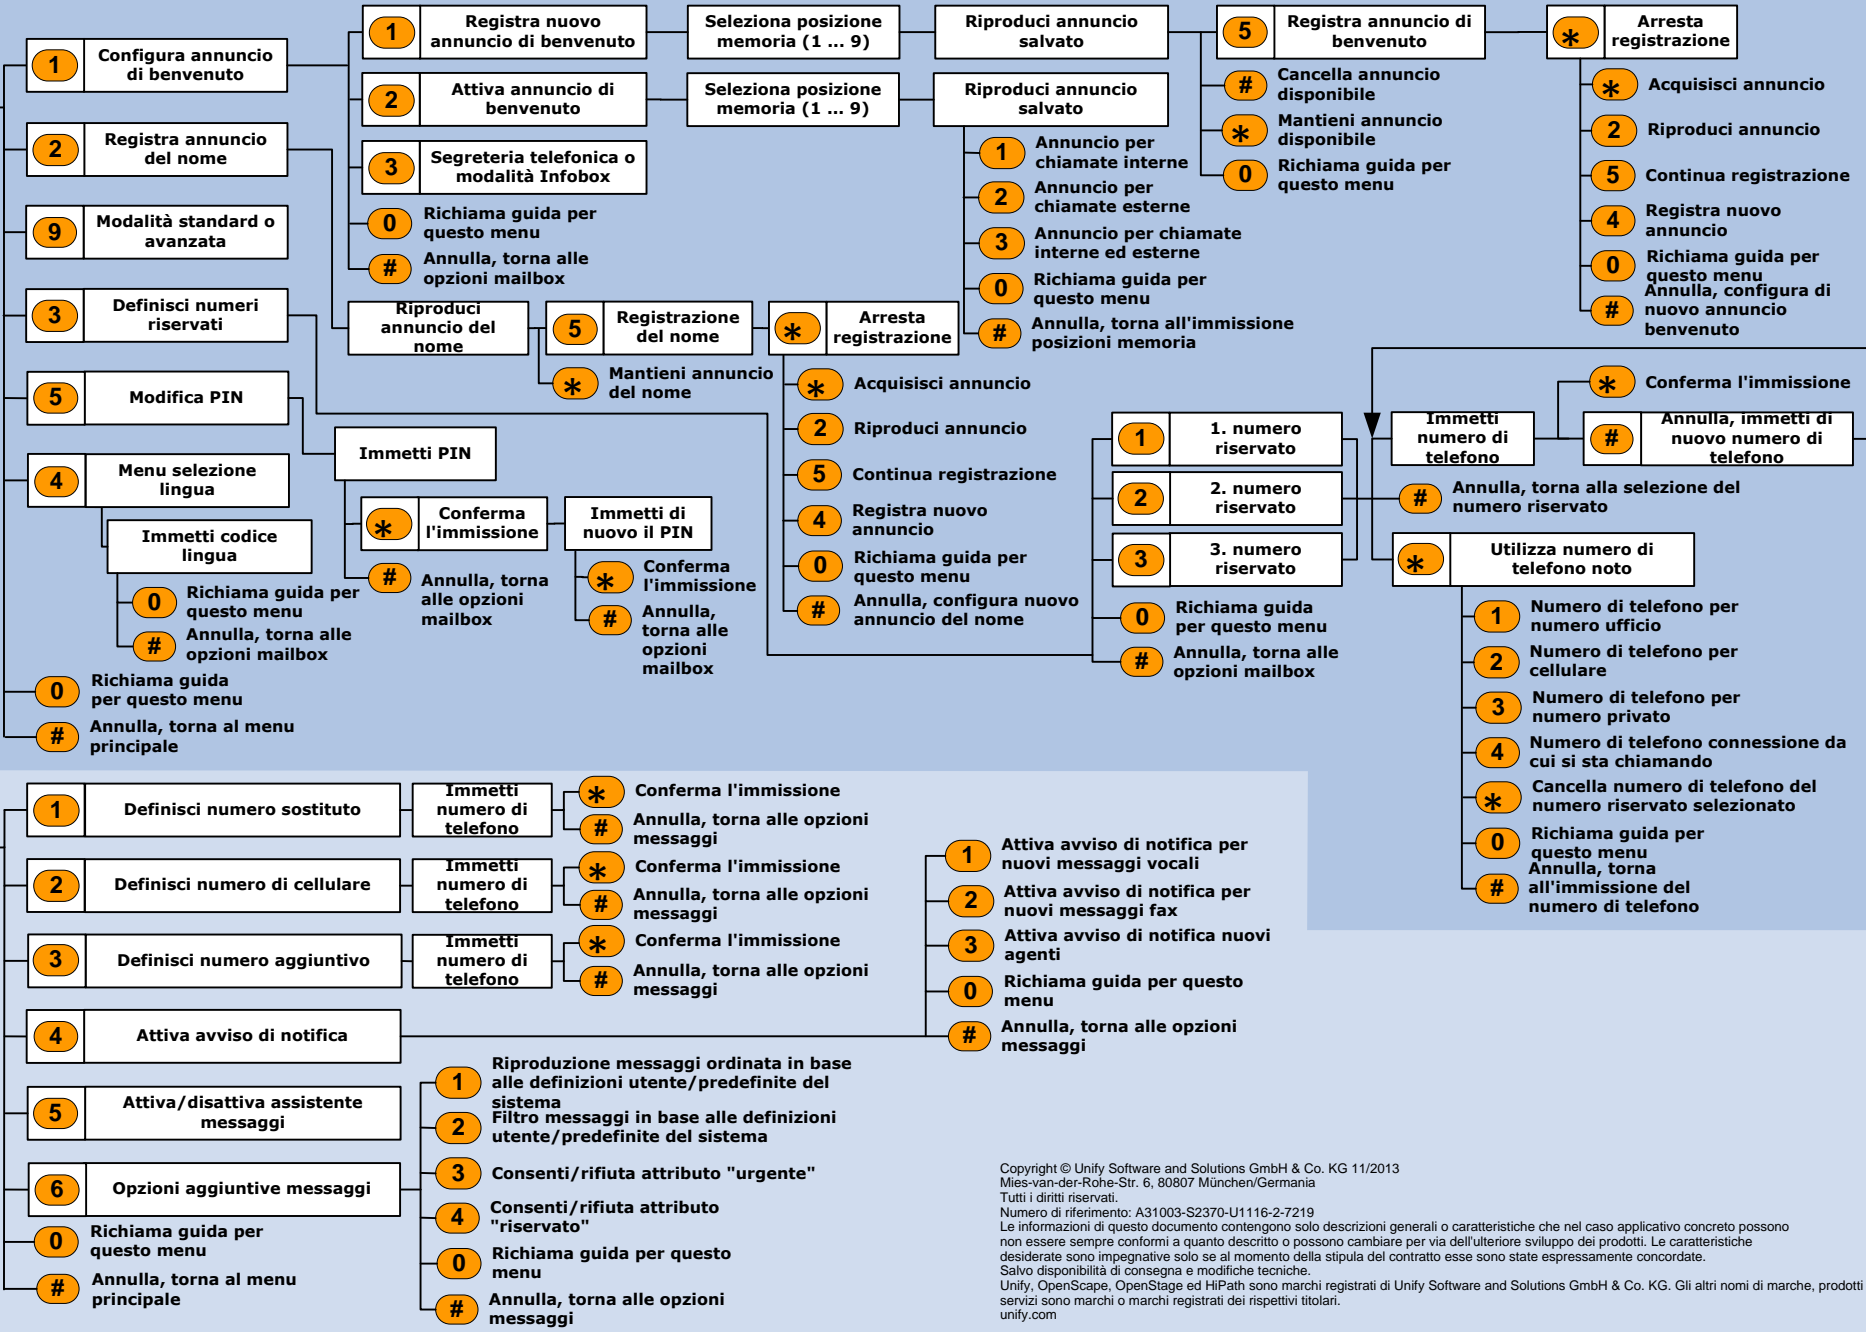 1
Configura annuncio
di benvenuto
1
Registra nuovo
annuncio di benvenuto
Seleziona posizione
memoria (1 ... 9)
Riproduci annuncio
salvato
5
Registra annuncio di
benvenuto
*
Arresta
registrazione
#
Cancella annuncio
disponibile
*
Mantieni annuncio
disponibile
0
Richiama guida per
questo menu
*
Acquisisci annuncio
2
Riproduci annuncio
5
Continua registrazione
4
Registra nuovo
annuncio
0
Richiama guida per
questo menu
#
Annulla, configura di
nuovo annuncio
benvenuto
2
Attiva annuncio di
benvenuto
Seleziona posizione
memoria (1 ... 9)
Riproduci annuncio
salvato
1
Annuncio per
chiamate interne
2
Annuncio per
chiamate esterne
3
Annuncio per chiamate
interne ed esterne
0
Richiama guida per
questo menu
#
Annulla, torna all'immissione
posizioni memoria
3
Segreteria telefonica o
modalità Infobox
0
Richiama guida per
questo menu
#
Annulla, torna alle
opzioni mailbox
2
Registra annuncio
del nome
Riproduci
annuncio del
nome
5
Registrazione
del nome
*
Arresta
registrazione
*
Mantieni annuncio
del nome
*
Acquisisci annuncio
2
Riproduci annuncio
5
Continua registrazione
4
Registra nuovo
annuncio
0
Richiama guida per
questo menu
#
Annulla, configura nuovo
annuncio del nome
9
Modalità standard o
avanzata
3
Definisci numeri
riservati
1
1. numero
riservato
2
2. numero
riservato
3
3. numero
riservato
0
Richiama guida
per questo menu
#
Annulla, torna alle
opzioni mailbox
Immetti
numero di
telefono
*
Conferma l'immissione
#
Annulla, immetti di
nuovo numero di
telefono
#
Annulla, torna alla selezione del
numero riservato
*
Utilizza numero di
telefono noto
1
Numero di telefono per
numero ufficio
2
Numero di telefono per
cellulare
3
Numero di telefono per
numero privato
4
Numero di telefono connessione da
cui si sta chiamando
*
Cancella numero di telefono del
numero riservato selezionato
0
Richiama guida per
questo menu
#
Annulla, torna
all'immissione del
numero di telefono
5
Modifica PIN
Immetti PIN
*
Conferma
l'immissione
Immetti di
nuovo il PIN
*
Conferma
l'immissione
#
Annulla,
torna alle
opzioni
mailbox
#
Annulla, torna
alle opzioni
mailbox
4
Menu selezione
lingua
Immetti codice
lingua
0
Richiama guida per
questo menu
#
Annulla, torna alle
opzioni mailbox
0
Richiama guida
per questo menu
#
Annulla, torna al menu
principale
1
Definisci numero sostituto
Immetti
numero di
telefono
*
Conferma l'immissione
#
Annulla, torna alle opzioni
messaggi
2
Definisci numero di cellulare
Immetti
numero di
telefono
*
Conferma l'immissione
#
Annulla, torna alle opzioni
messaggi
3
Definisci numero aggiuntivo
Immetti
numero di
telefono
*
Conferma l'immissione
#
Annulla, torna alle opzioni
messaggi
4
Attiva avviso di notifica
1
Attiva avviso di notifica per
nuovi messaggi vocali
2
Attiva avviso di notifica per
nuovi messaggi fax
3
Attiva avviso di notifica nuovi
agenti
0
Richiama guida per questo
menu
#
Annulla, torna alle opzioni
messaggi
5
Attiva/disattiva assistente
messaggi
6
Opzioni aggiuntive messaggi
1
Riproduzione messaggi ordinata in base
alle definizioni utente/predefinite del
sistema
2
Filtro messaggi in base alle definizioni
utente/predefinite del sistema
3
Consenti/rifiuta attributo "urgente"
4
Consenti/rifiuta attributo
"riservato"
0
Richiama guida per questo
menu
#
Annulla, torna alle opzioni
messaggi
0
Richiama guida per
questo menu
#
Annulla, torna al menu
principale
Copyright © Unify Software and Solutions GmbH & Co. KG 11/2013
Mies-van-der-Rohe-Str. 6, 80807 München/Germania
Tutti i diritti riservati.
Numero di riferimento: A31003-S2370-U1116-2-7219
Le informazioni di questo documento contengono solo descrizioni generali o caratteristiche che nel caso applicativo concreto possono
non essere sempre conformi a quanto descritto o possono cambiare per via dell'ulteriore sviluppo dei prodotti. Le caratteristiche
desiderate sono impegnative solo se al momento della stipula del contratto esse sono state espressamente concordate.
Salvo disponibilità di consegna e modifiche tecniche.
Unify, OpenScape, OpenStage ed HiPath sono marchi registrati di Unify Software and Solutions GmbH & Co. KG. Gli altri nomi di marche, prodotti
servizi sono marchi o marchi registrati dei rispettivi titolari.
unify.com